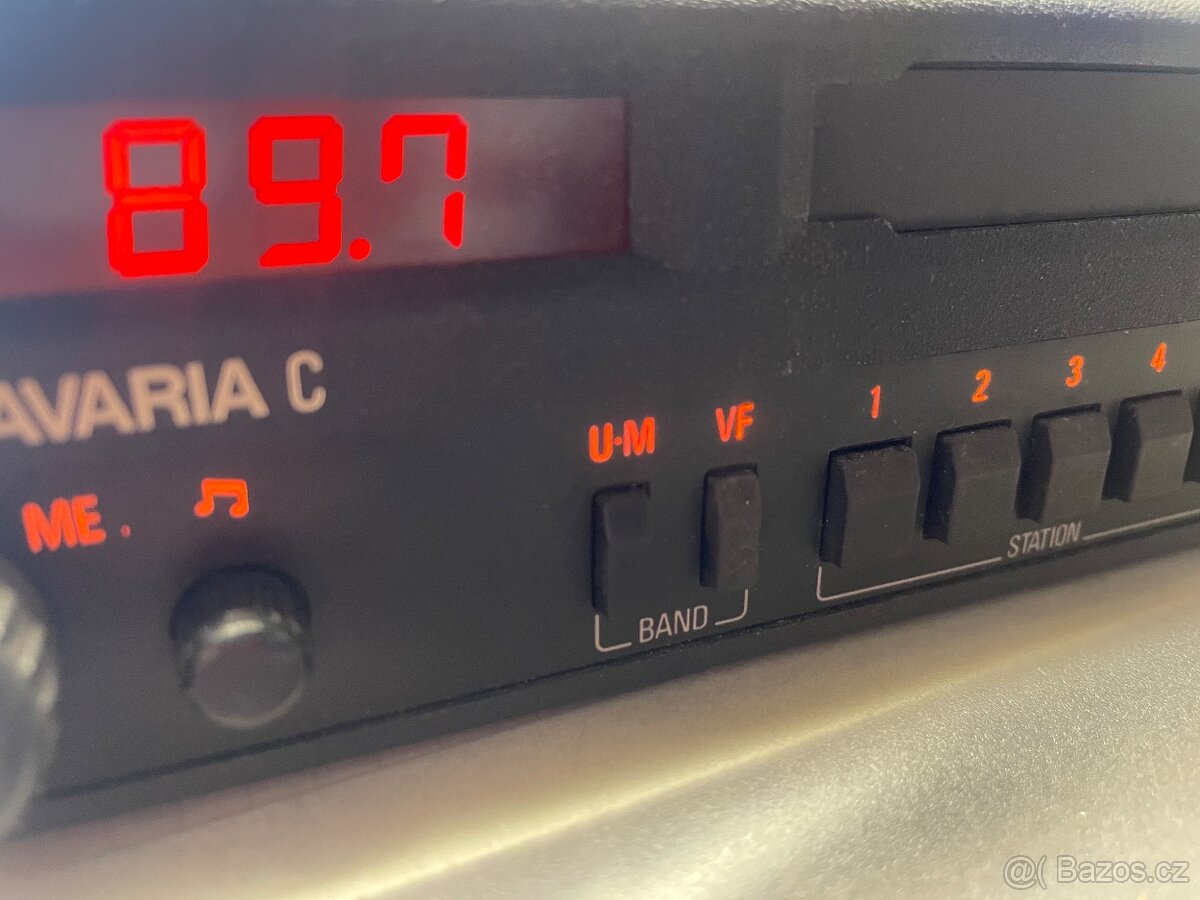 89.7
AVARIA C
ME.
U·M VF 1 2 3 4
BAND STATION
@( Bazos.cz